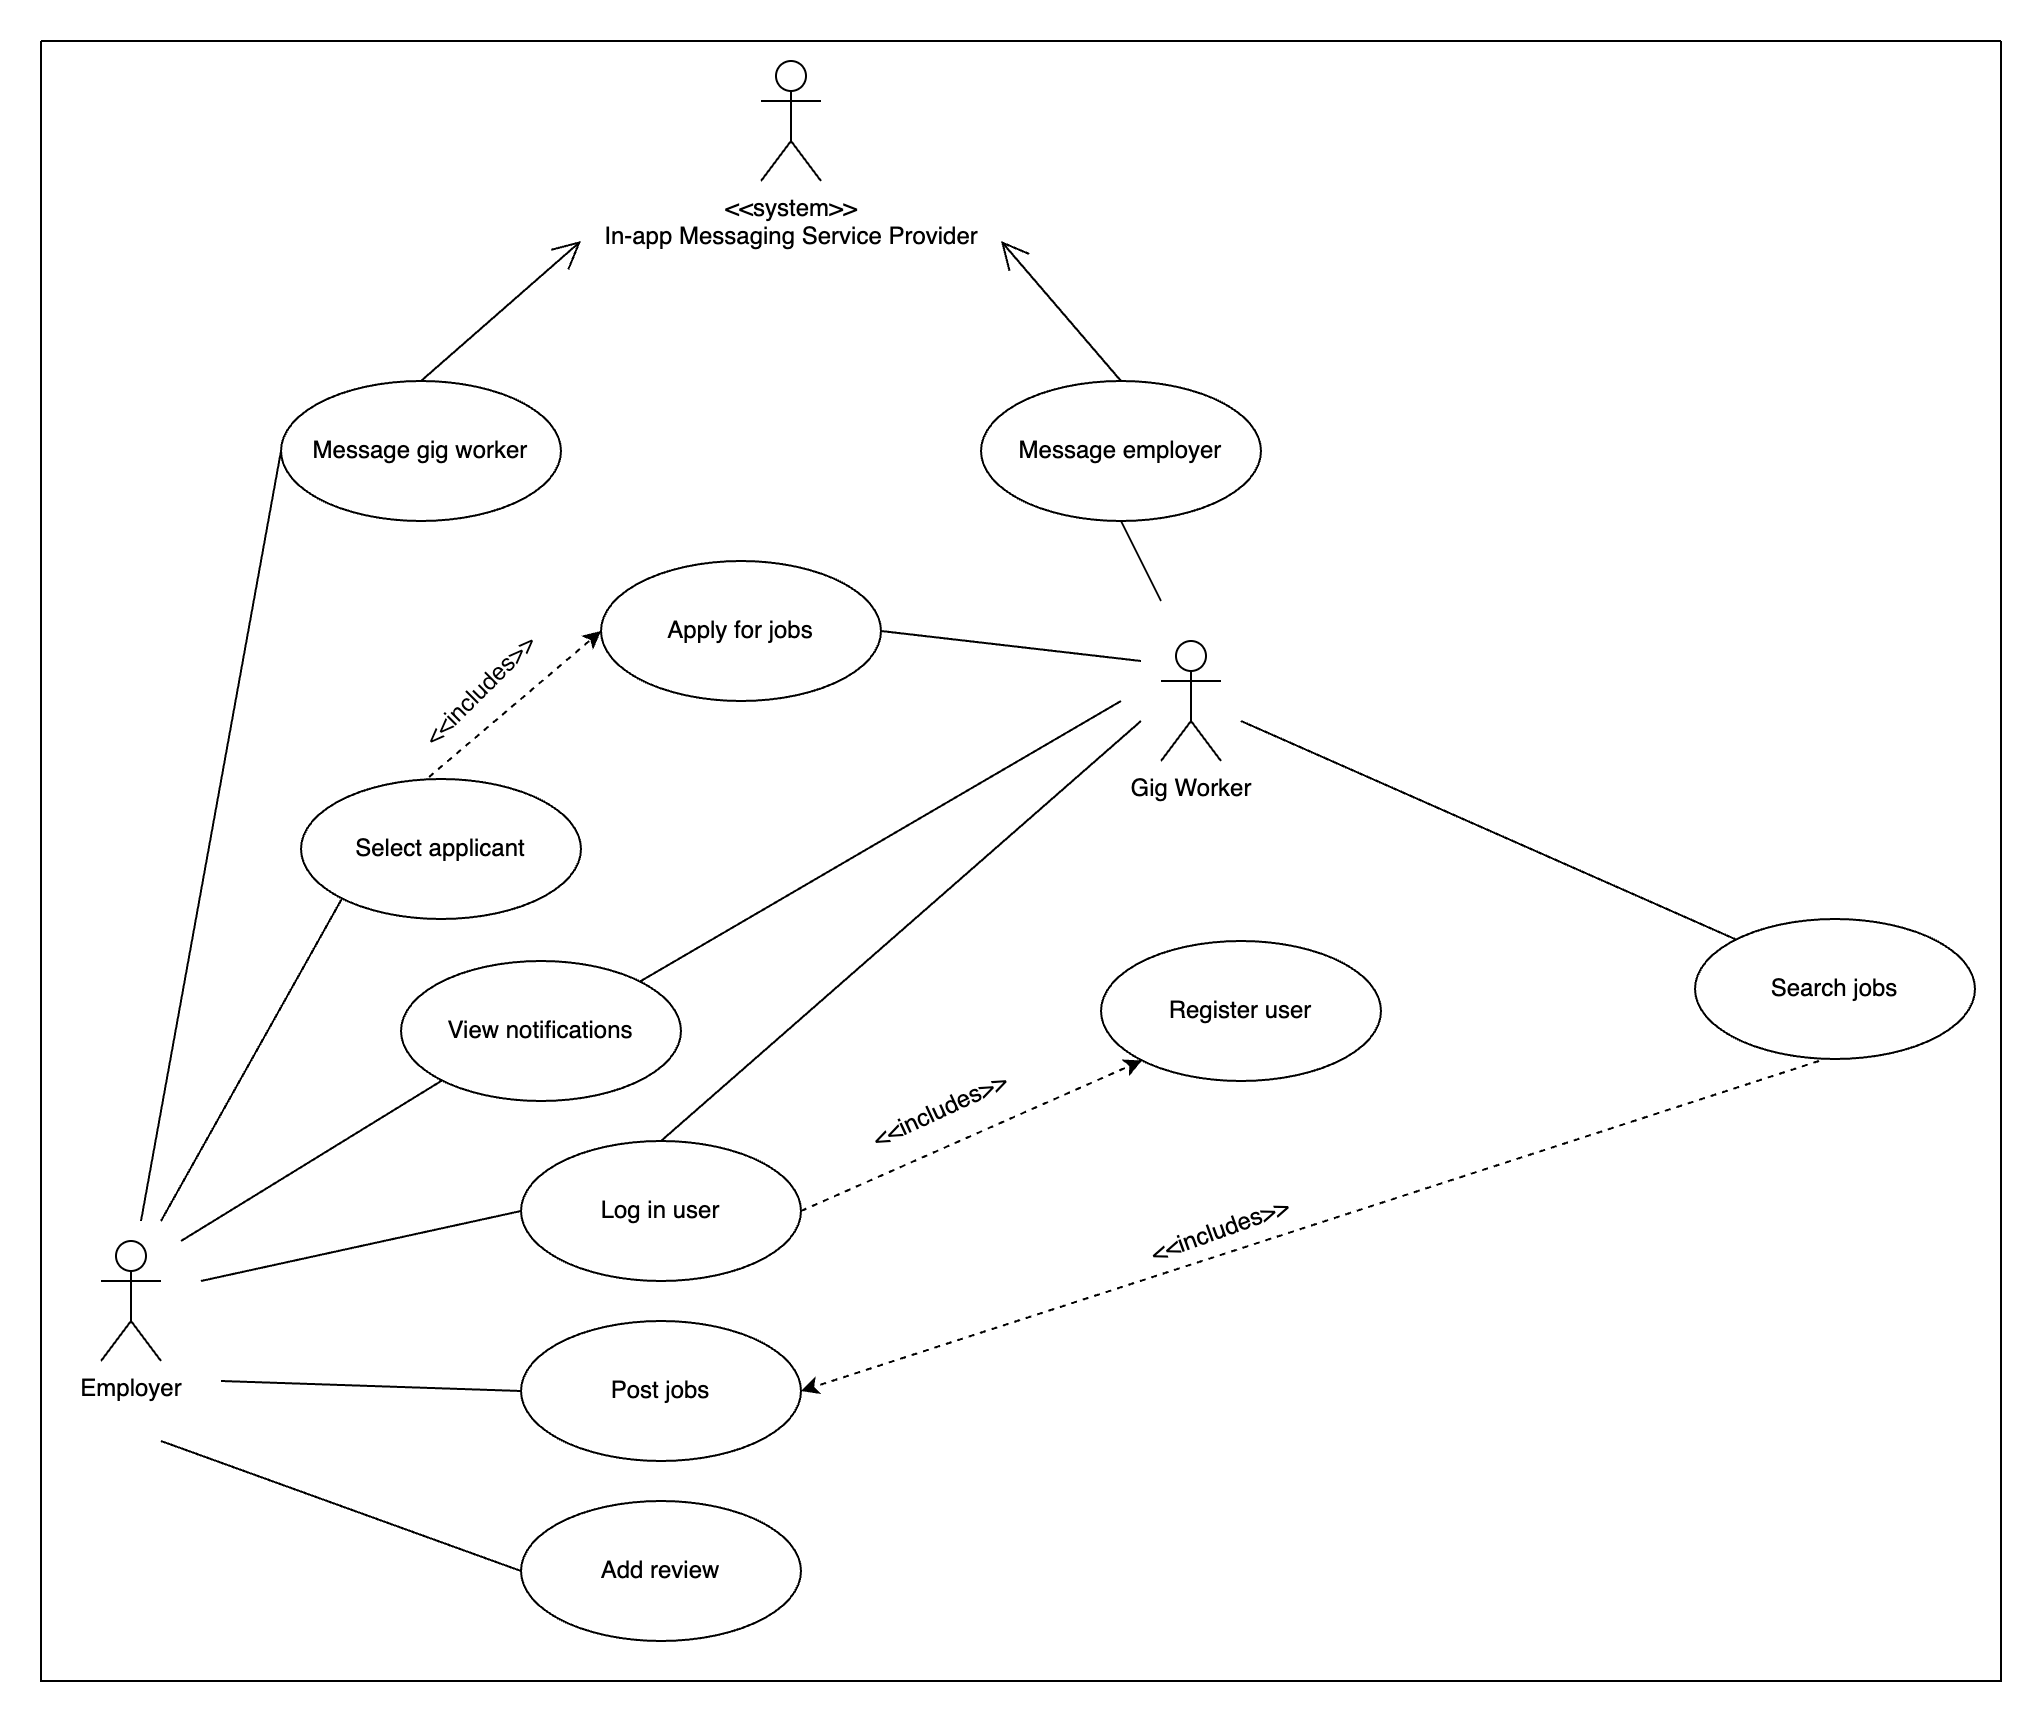 <<system>>
In-app Messaging Service Provider
Message gig worker
Message employer
Apply for jobs
<<includes>>
Gig Worker
Select applicant
Search jobs
Register user
View notifications
<<includes>>
Log in user
<<includes>>
Employer
Post jobs
Add review